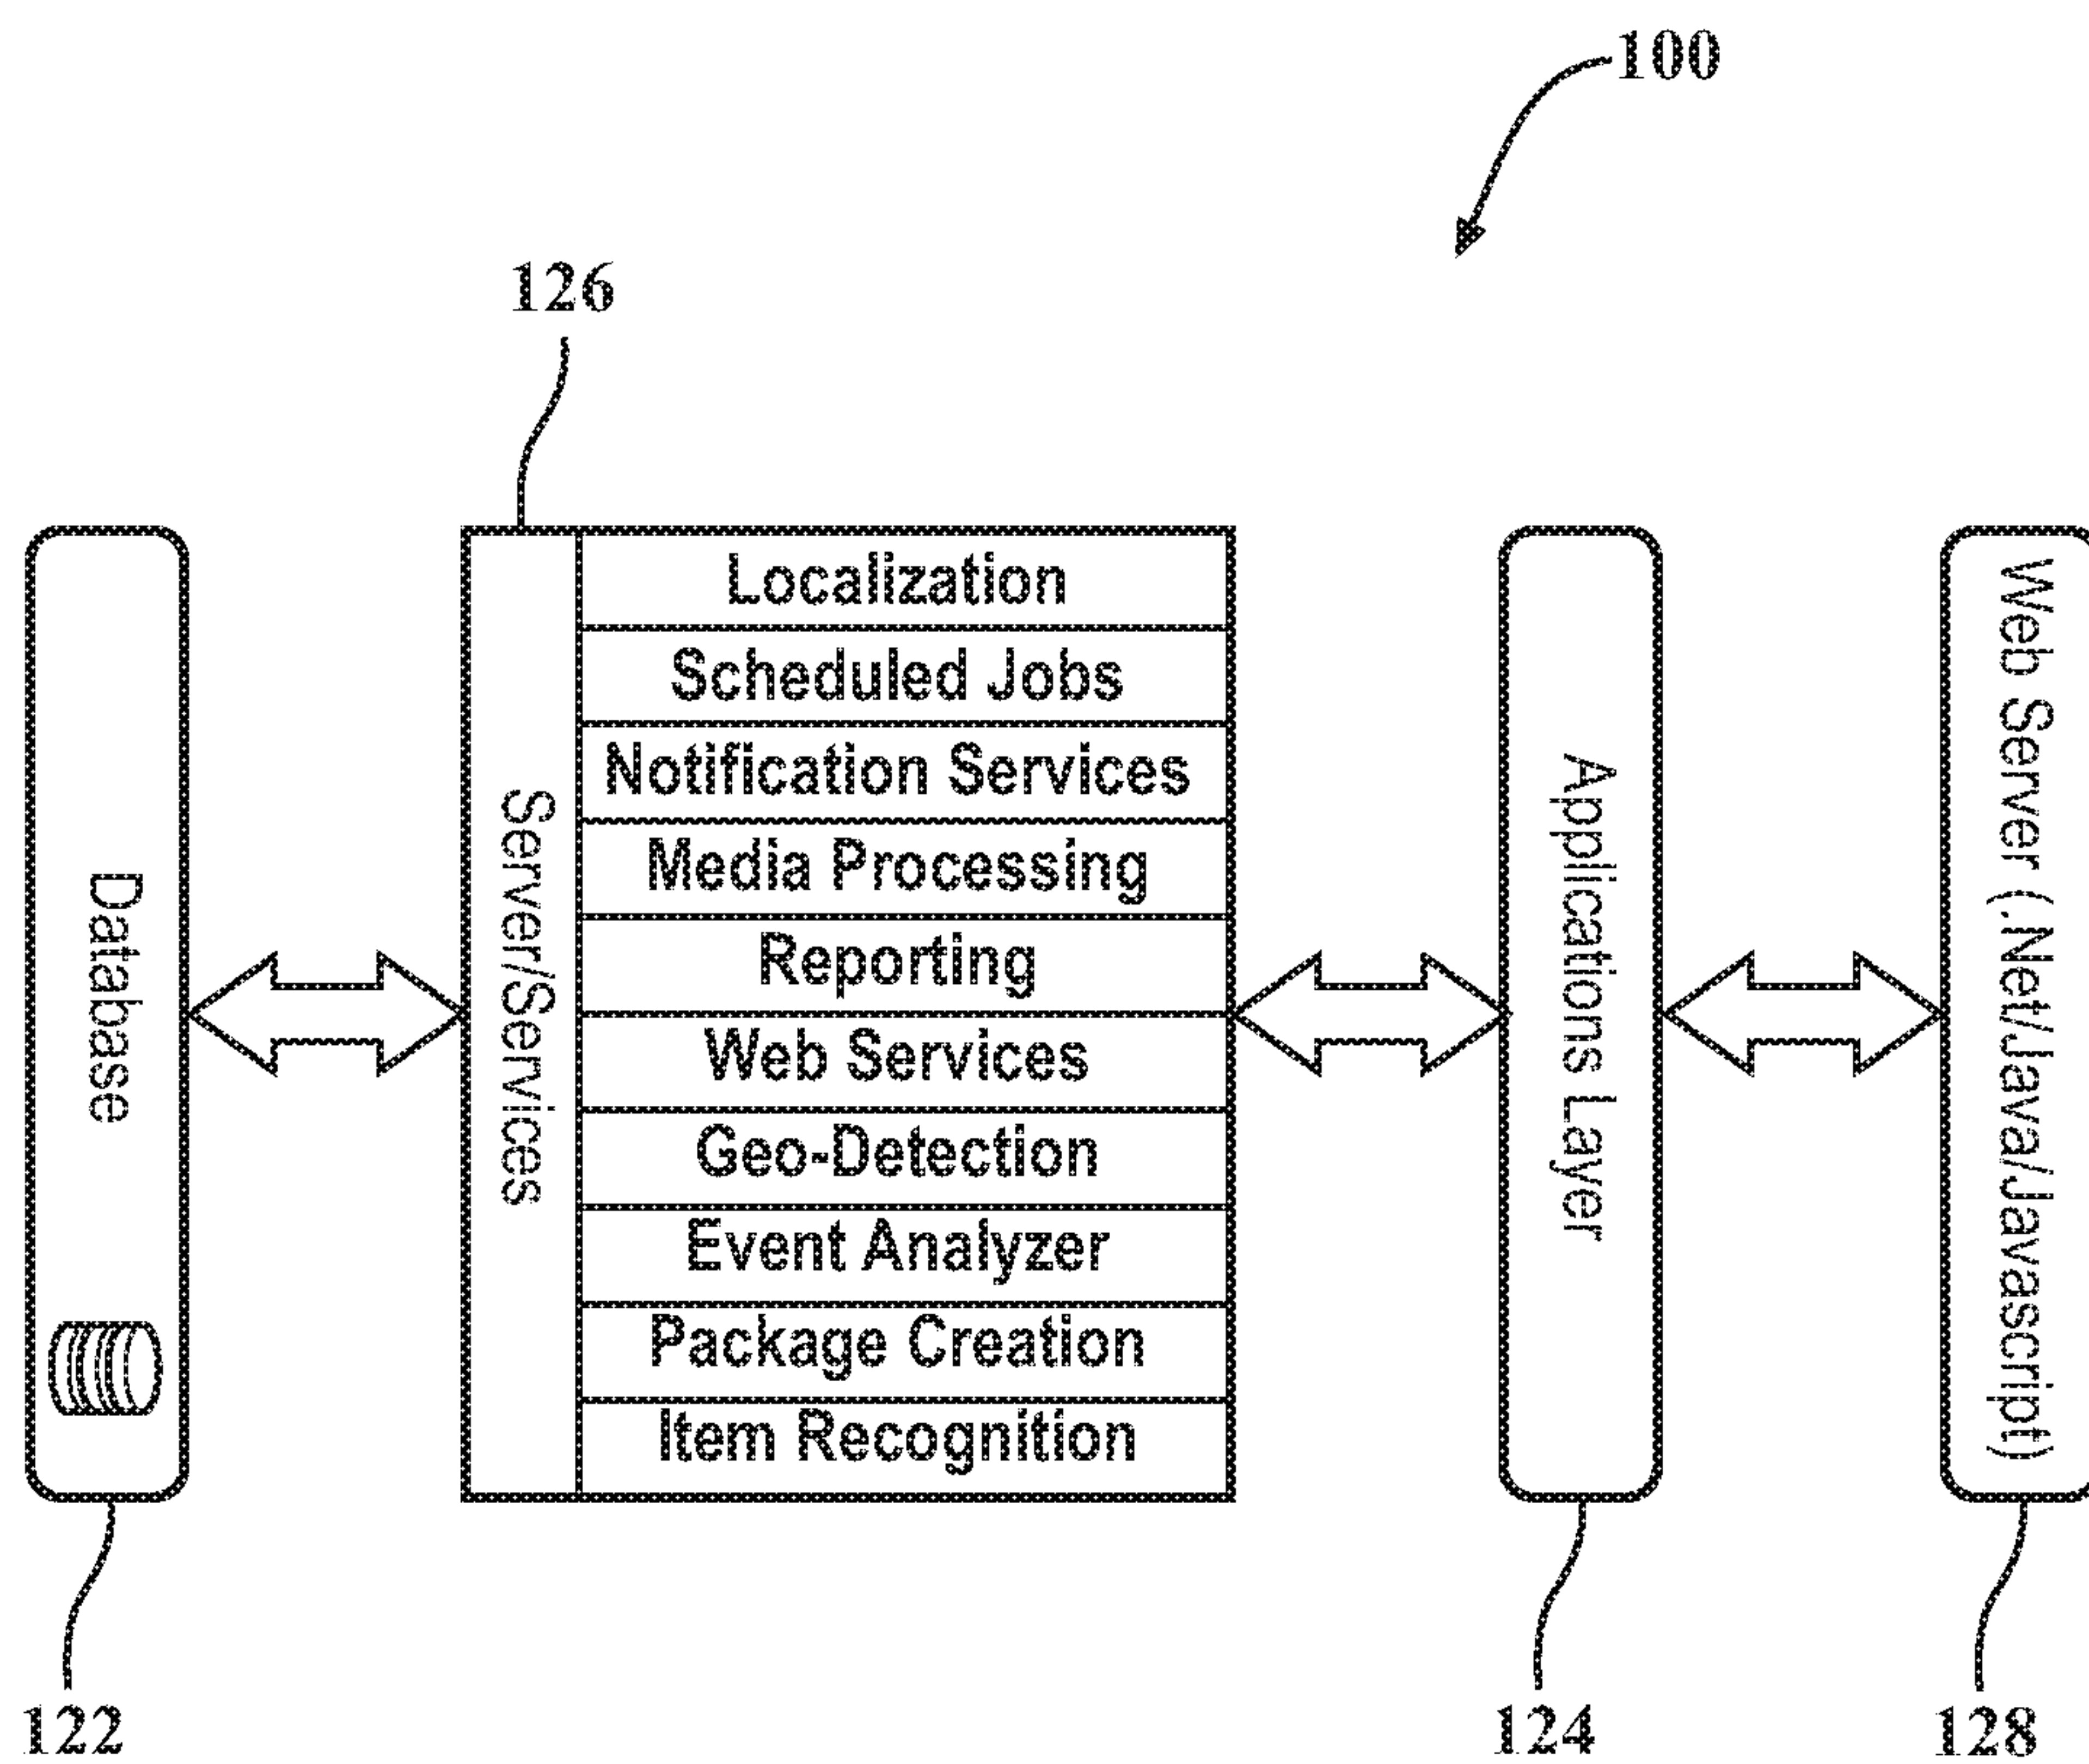 100
126
Database
Server/Services
Localization
Scheduled Jobs
Notification Services
Media Processing
Reporting
Web Services
Geo-Detection
Event Analyzer
Package Creation
Item Recognition
Applications Layer
Web Server (.Net/Java/Javascript)
122
124
128